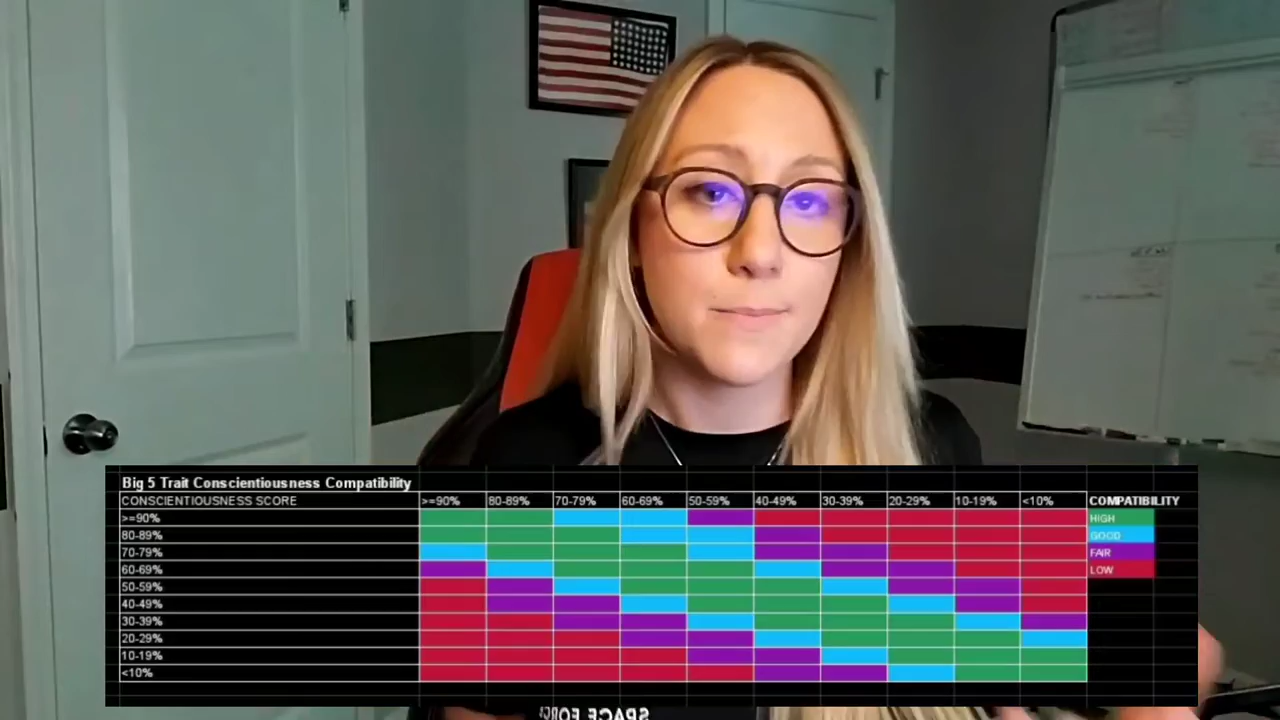 Big 5 Trait Conscientiousness Compatibility
CONSCIENTIOUSNESS SCORE >=90% 80-89% 70-79% 60-69% 50-59% 40-49% 30-39% 20-29% 10-19% <10% COMPATIBILITY
>=90% HIGH
80-89% GOOD
70-79% FAIR
60-69% LOW
50-59%
40-49%
30-39%
20-29%
10-19%
<10%
SPACE FORCE